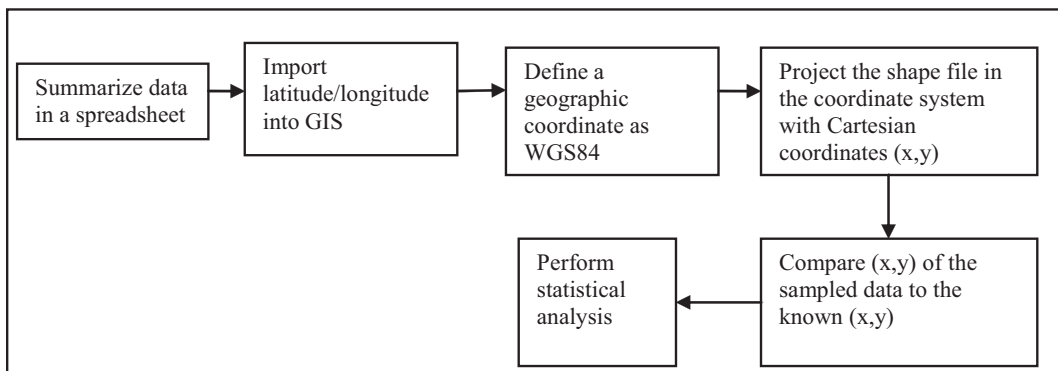 Summarize data
in a spreadsheet
Import
latitude/longitude
into GIS
Define a
geographic
coordinate as
WGS84
Project the shape file in
the coordinate system
with Cartesian
coordinates (x,y)
Compare (x,y) of the
sampled data to the
known (x,y)
Perform
statistical
analysis